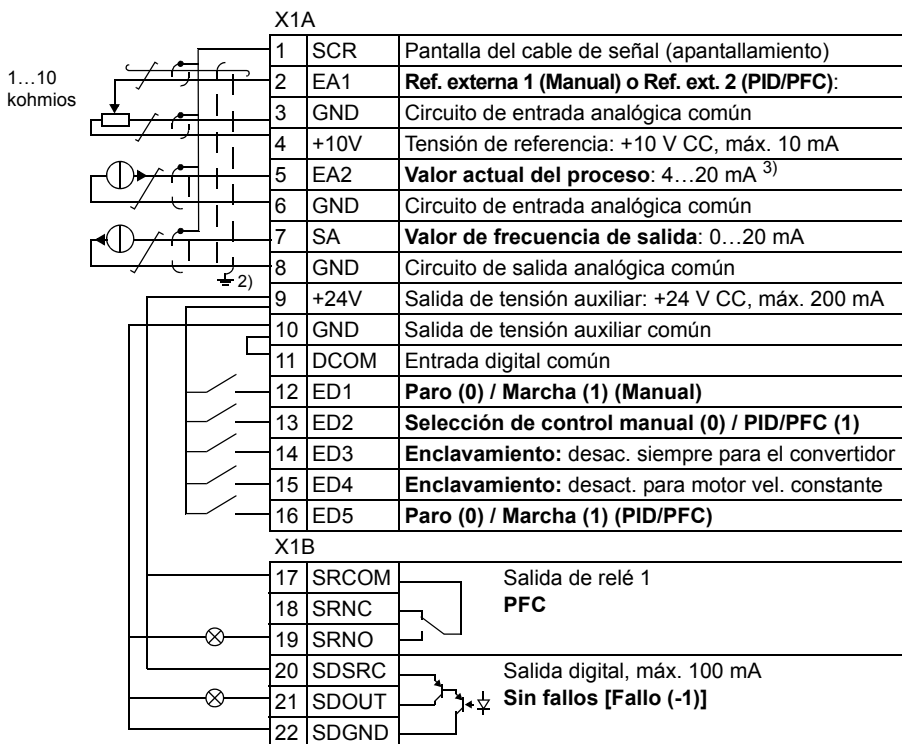 X1A
1 SCR Pantalla del cable de señal (apantallamiento)
1…10
kohmios
2 EA1 Ref. externa 1 (Manual) o Ref. ext. 2 (PID/PFC):
3 GND Circuito de entrada analógica común
4 +10V Tensión de referencia: +10 V CC, máx. 10 mA
5 EA2 Valor actual del proceso: 4…20 mA 3)
6 GND Circuito de entrada analógica común
7 SA Valor de frecuencia de salida: 0…20 mA
2) 8 GND Circuito de salida analógica común
9 +24V Salida de tensión auxiliar: +24 V CC, máx. 200 mA
10 GND Salida de tensión auxiliar común
11 DCOM Entrada digital común
12 ED1 Paro (0) / Marcha (1) (Manual)
13 ED2 Selección de control manual (0) / PID/PFC (1)
14 ED3 Enclavamiento: desac. siempre para el convertidor
15 ED4 Enclavamiento: desact. para motor vel. constante
16 ED5 Paro (0) / Marcha (1) (PID/PFC)
X1B
17 SRCOM Salida de relé 1
18 SRNC PFC
19 SRNO
20 SDSRC Salida digital, máx. 100 mA
21 SDOUT Sin fallos [Fallo (-1)]
22 SDGND